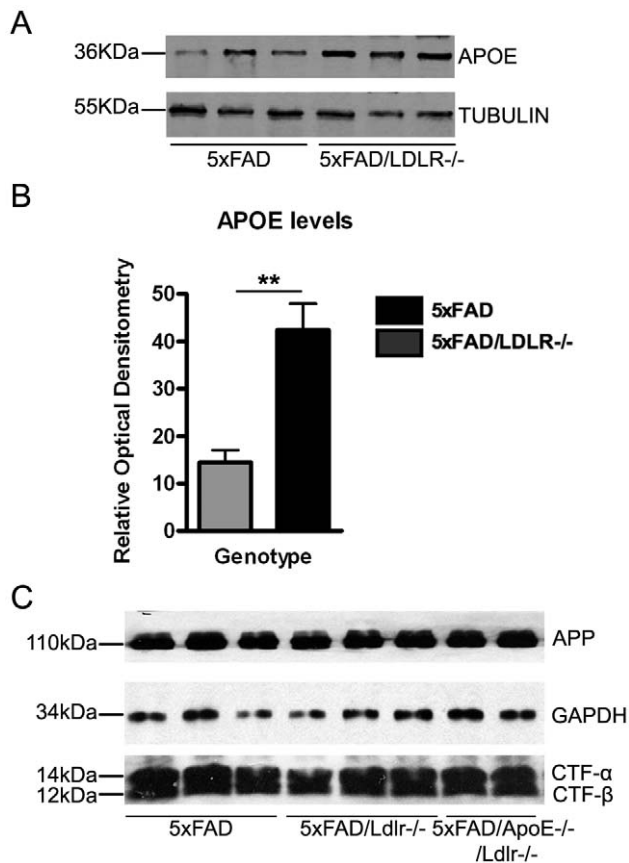 A
36KDa
APOE
55KDa
TUBULIN
5xFAD 5xFAD/LDLR-/-
B
APOE levels
**
Relative Optical Densitometry
50
40
30
20
10
0
Genotype
5xFAD
5xFAD/LDLR-/-
C
110kDa
APP
34kDa
GAPDH
14kDa
12kDa
CTF-α
CTF-β
5xFAD 5xFAD/Ldlr-/- 5xFAD/ApoE-/-
/Ldlr-/-